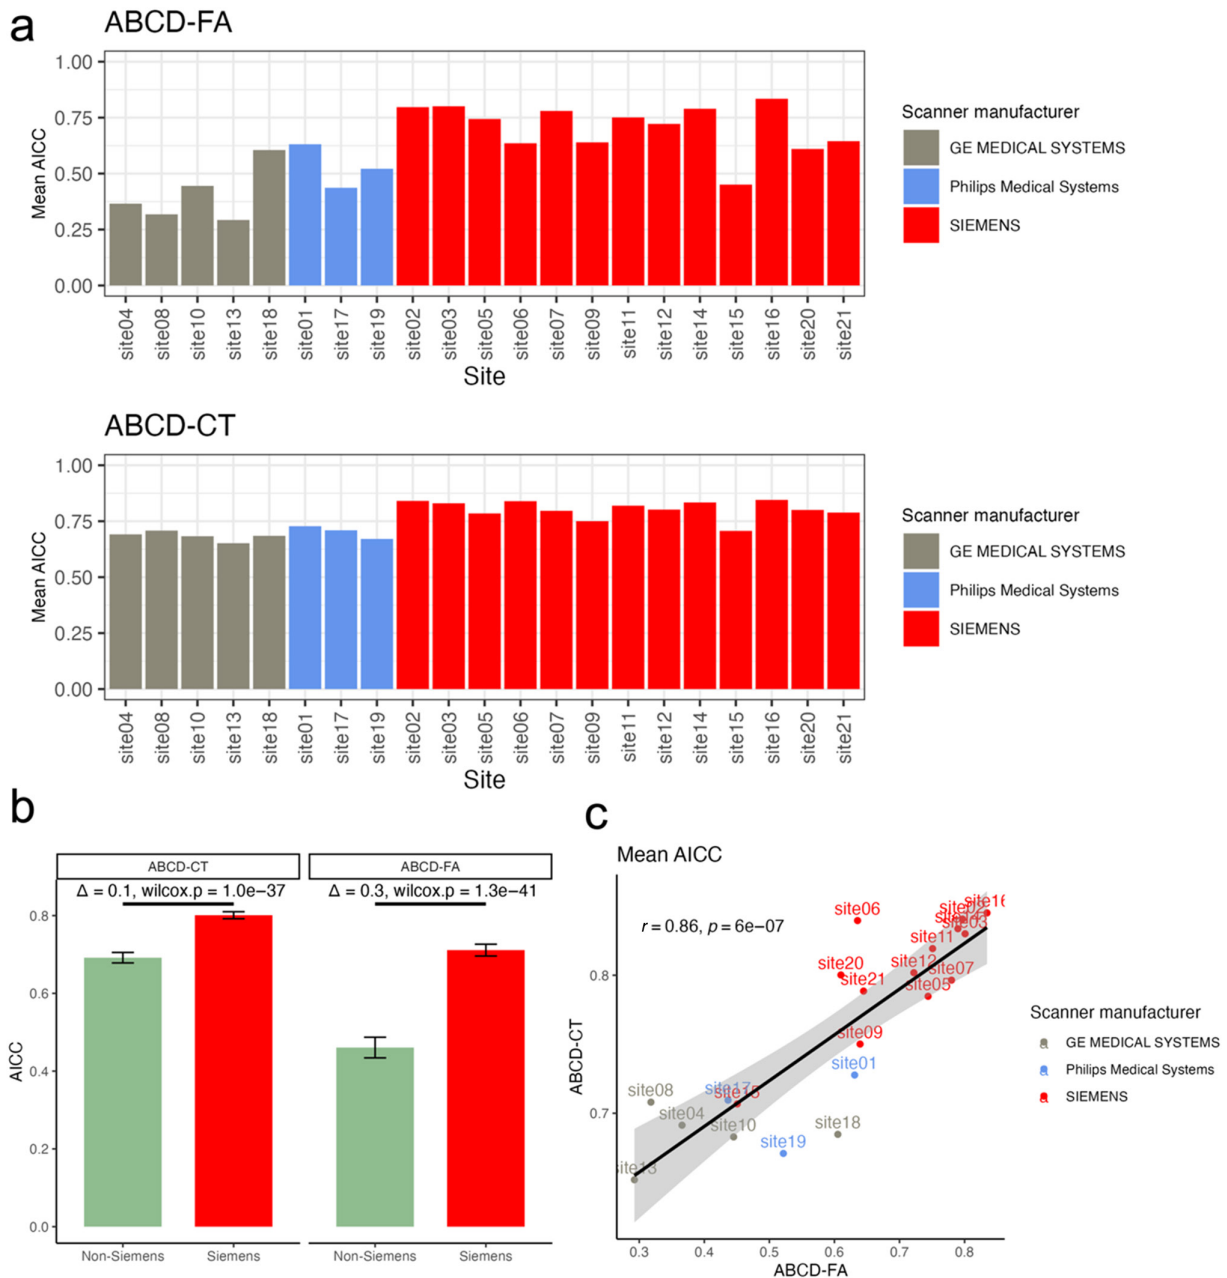 a
ABCD-FA
1.00
0.75
0.50
0.25
0.00
Mean AICC
site04 site08 site10 site13 site18 site01 site17 site19 site02 site03 site05 site06 site07 site09 site11 site12 site14 site15 site16 site20 site21
Site
Scanner manufacturer
GE MEDICAL SYSTEMS
Philips Medical Systems
SIEMENS
ABCD-CT
1.00
0.75
0.50
0.25
0.00
Mean AICC
site04 site08 site10 site13 site18 site01 site17 site19 site02 site03 site05 site06 site07 site09 site11 site12 site14 site15 site16 site20 site21
Site
Scanner manufacturer
GE MEDICAL SYSTEMS
Philips Medical Systems
SIEMENS
b
ABCD-CT
ABCD-FA
Δ = 0.1, wilcox.p = 1.0e−37
Δ = 0.3, wilcox.p = 1.3e−41
0.8
0.6
0.4
0.2
0.0
AICC
Non-Siemens Siemens
Non-Siemens Siemens
c
Mean AICC
r = 0.86, p = 6e−07
site16
site03
site06
site11
site12
site07
site20
site21
site05
site09
site01
site17
site15
site08
site04
site10
site18
site19
site13
0.8
0.7
ABCD-CT
0.3 0.4 0.5 0.6 0.7 0.8
ABCD-FA
Scanner manufacturer
a GE MEDICAL SYSTEMS
a Philips Medical Systems
a SIEMENS